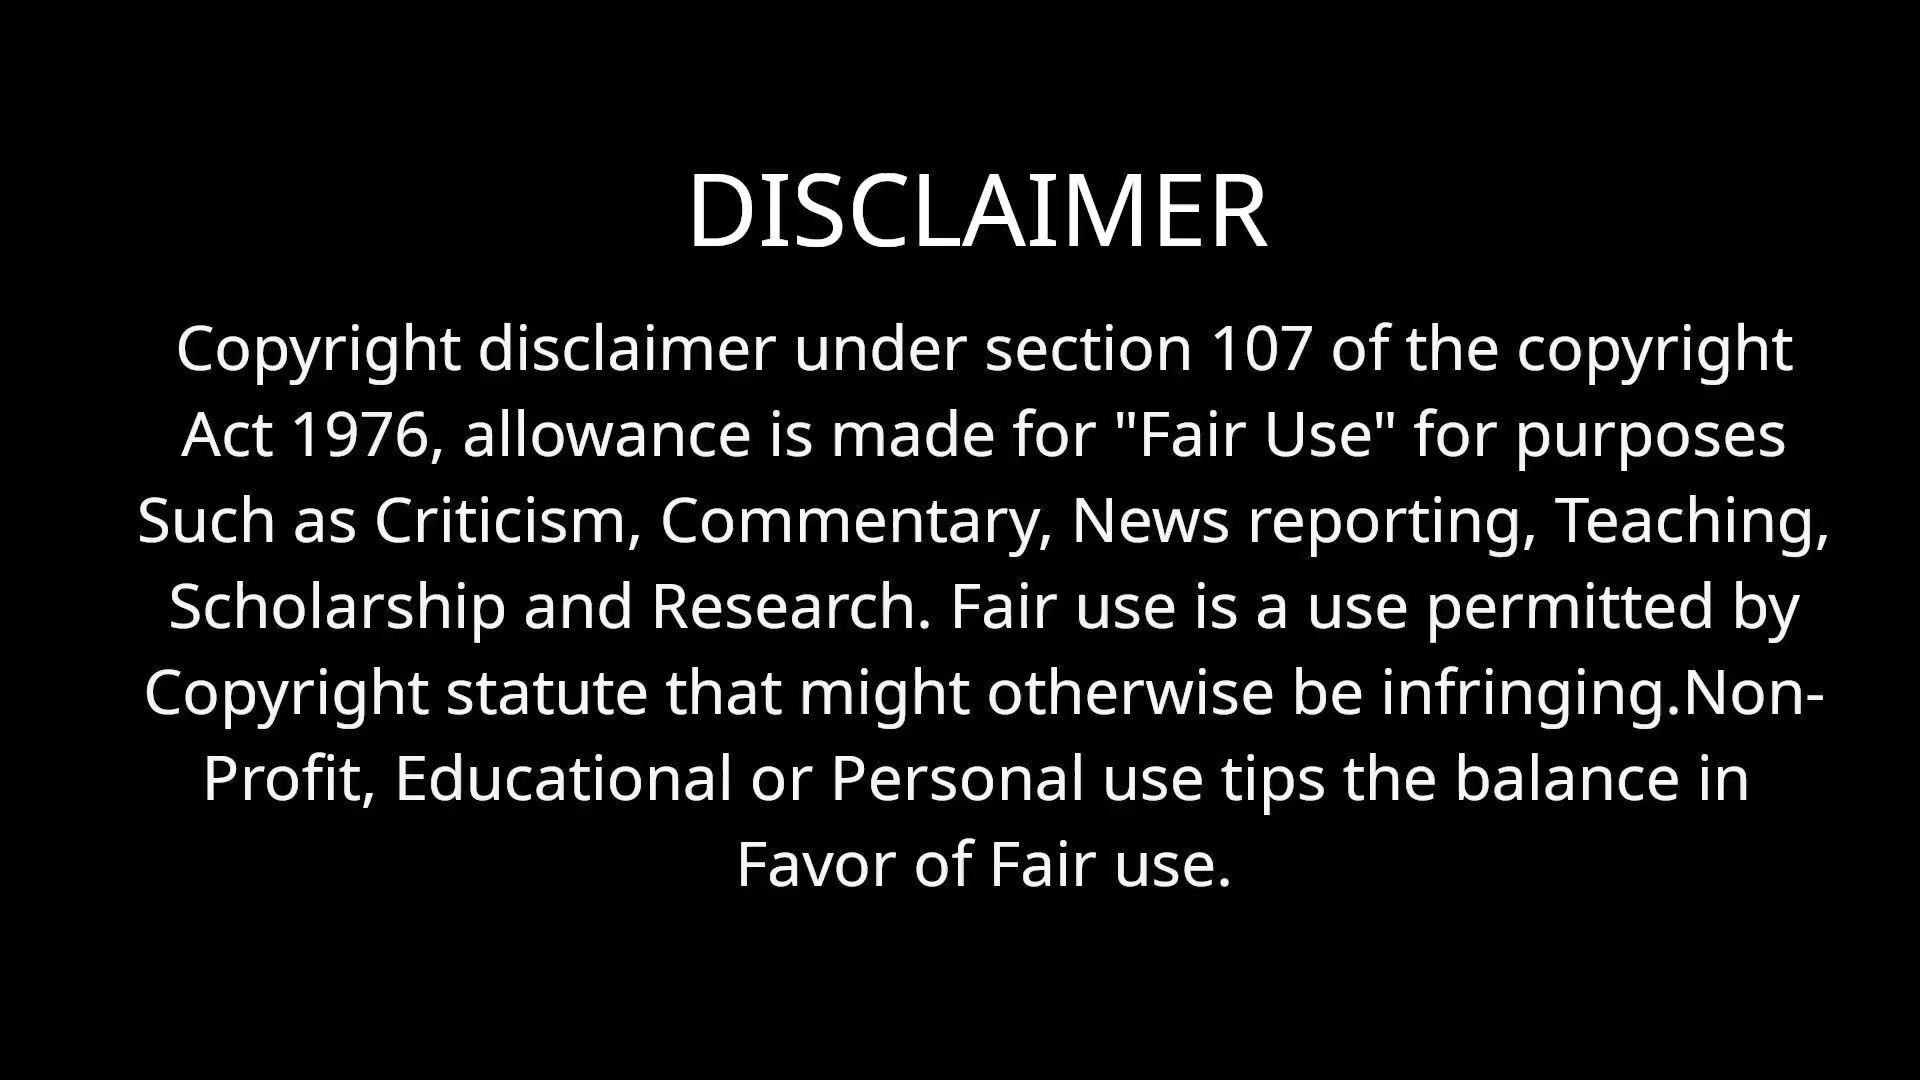 DISCLAIMER
Copyright disclaimer under section 107 of the copyright
Act 1976, allowance is made for "Fair Use" for purposes
Such as Criticism, Commentary, News reporting, Teaching,
Scholarship and Research. Fair use is a use permitted by
Copyright statute that might otherwise be infringing.Non-
Profit, Educational or Personal use tips the balance in
Favor of Fair use.